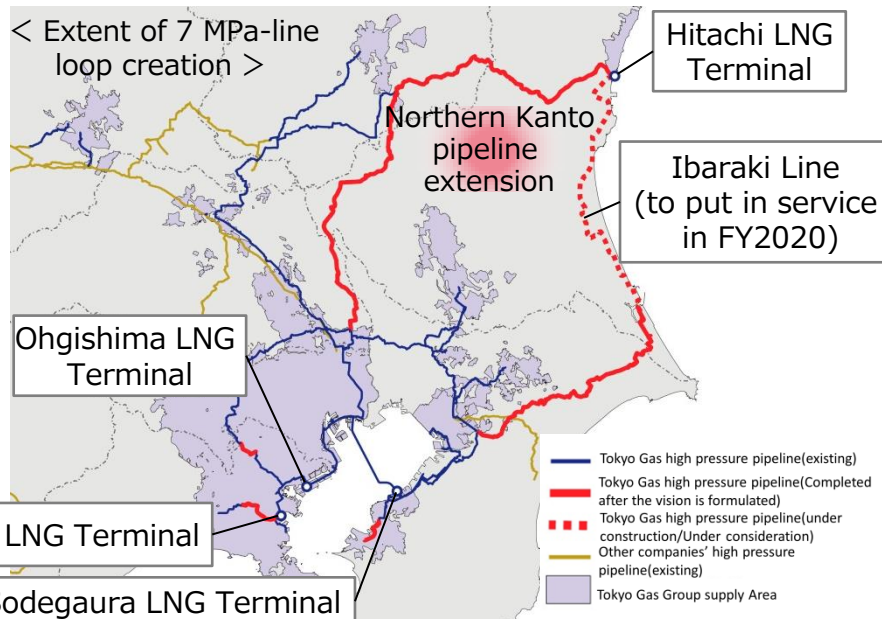 < Extent of 7 MPa-line
loop creation >
Hitachi LNG
Terminal
Northern Kanto
pipeline
extension
Ibaraki Line
(to put in service
in FY2020)
Ohgishima LNG
Terminal
LNG Terminal
Sodegaura LNG Terminal
Tokyo Gas high pressure pipeline(existing)
Tokyo Gas high pressure pipeline(Completed
after the vision is formulated)
Tokyo Gas high pressure pipeline(under
construction/Under consideration)
Other companies' high pressure
pipeline(existing)
Tokyo Gas Group supply Area